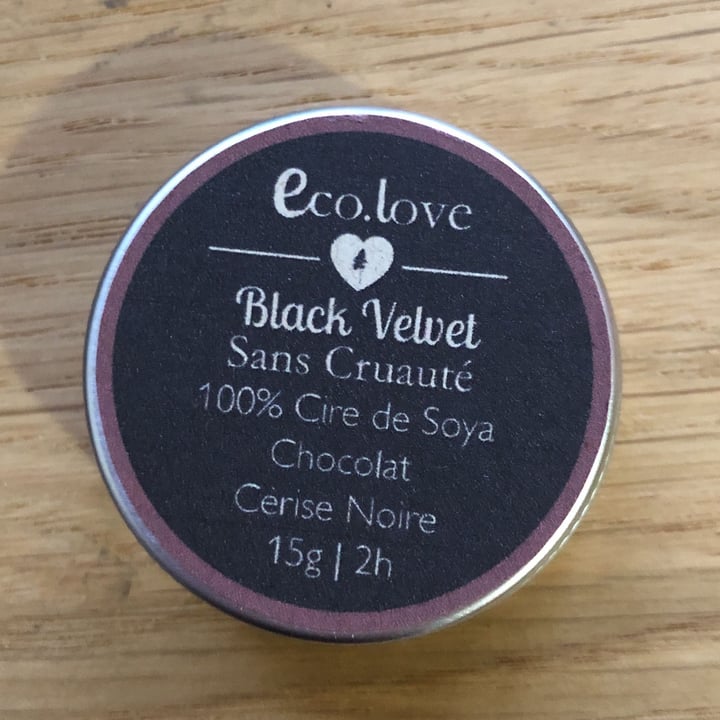 eco.love
Black Velvet
Sans Cruauté
100% Cire de Soya
Chocolat
Cerise Noire
15g | 2h